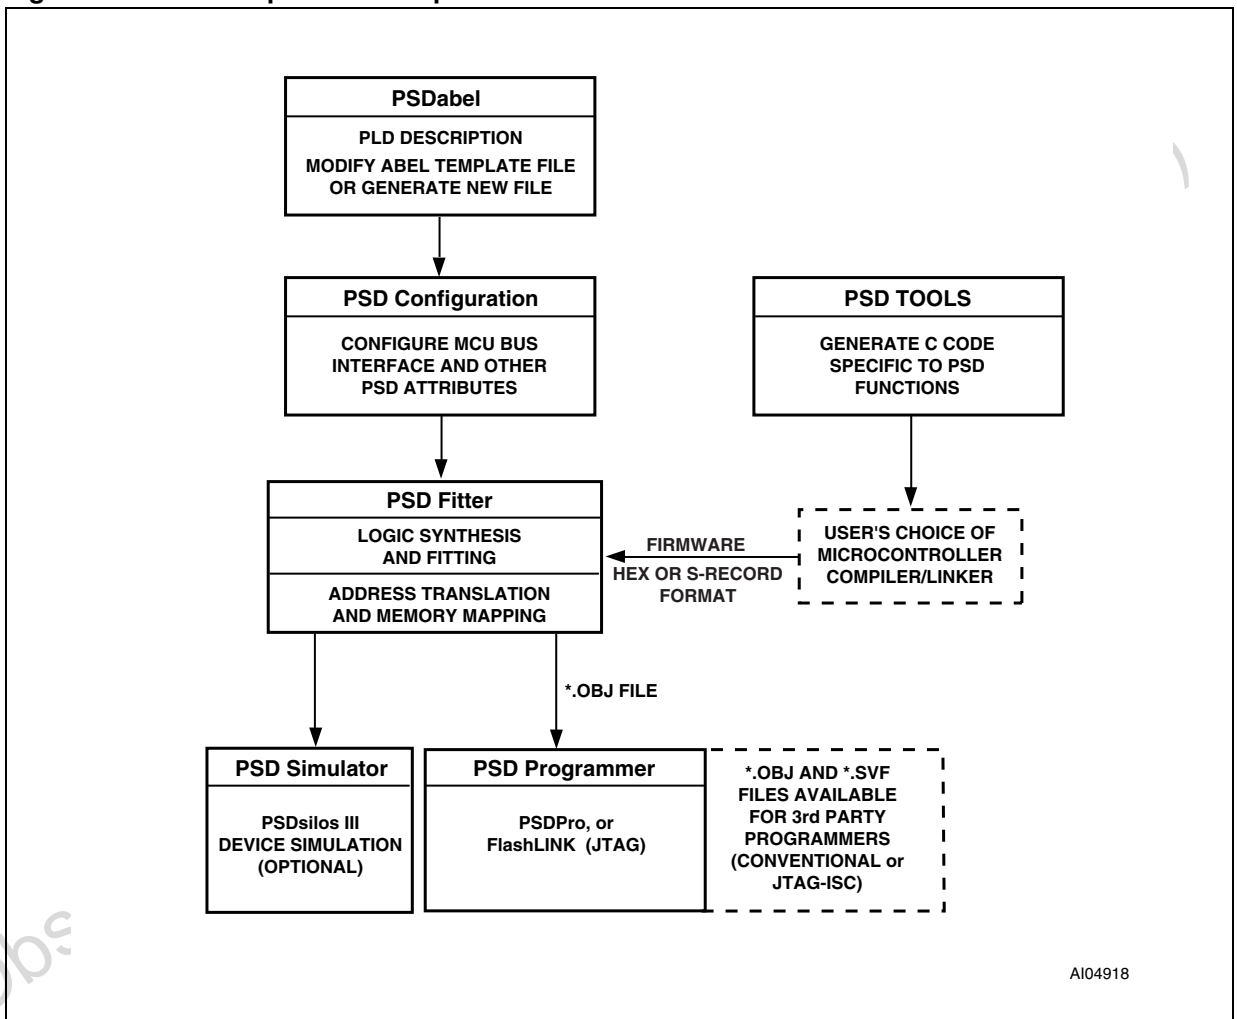 PSDabel
PLD DESCRIPTION
MODIFY ABEL TEMPLATE FILE
OR GENERATE NEW FILE
PSD Configuration
CONFIGURE MCU BUS
INTERFACE AND OTHER
PSD ATTRIBUTES
PSD TOOLS
GENERATE C CODE
SPECIFIC TO PSD
FUNCTIONS
PSD Fitter
LOGIC SYNTHESIS
AND FITTING
ADDRESS TRANSLATION
AND MEMORY MAPPING
FIRMWARE
HEX OR S-RECORD
FORMAT
USER'S CHOICE OF
MICROCONTROLLER
COMPILER/LINKER
*.OBJ FILE
PSD Simulator
PSDsilos III
DEVICE SIMULATION
(OPTIONAL)
PSD Programmer
PSDPro, or
FlashLINK (JTAG)
*.OBJ AND *.SVF
FILES AVAILABLE
FOR 3rd PARTY
PROGRAMMERS
(CONVENTIONAL or
JTAG-ISC)
AI04918